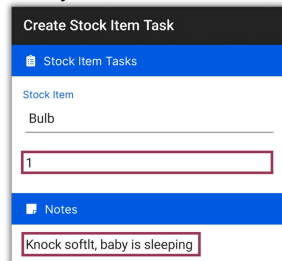 Create Stock Item Task
Stock Item Tasks
Stock Item
Bulb
1
Notes
Knock softlt, baby is sleeping